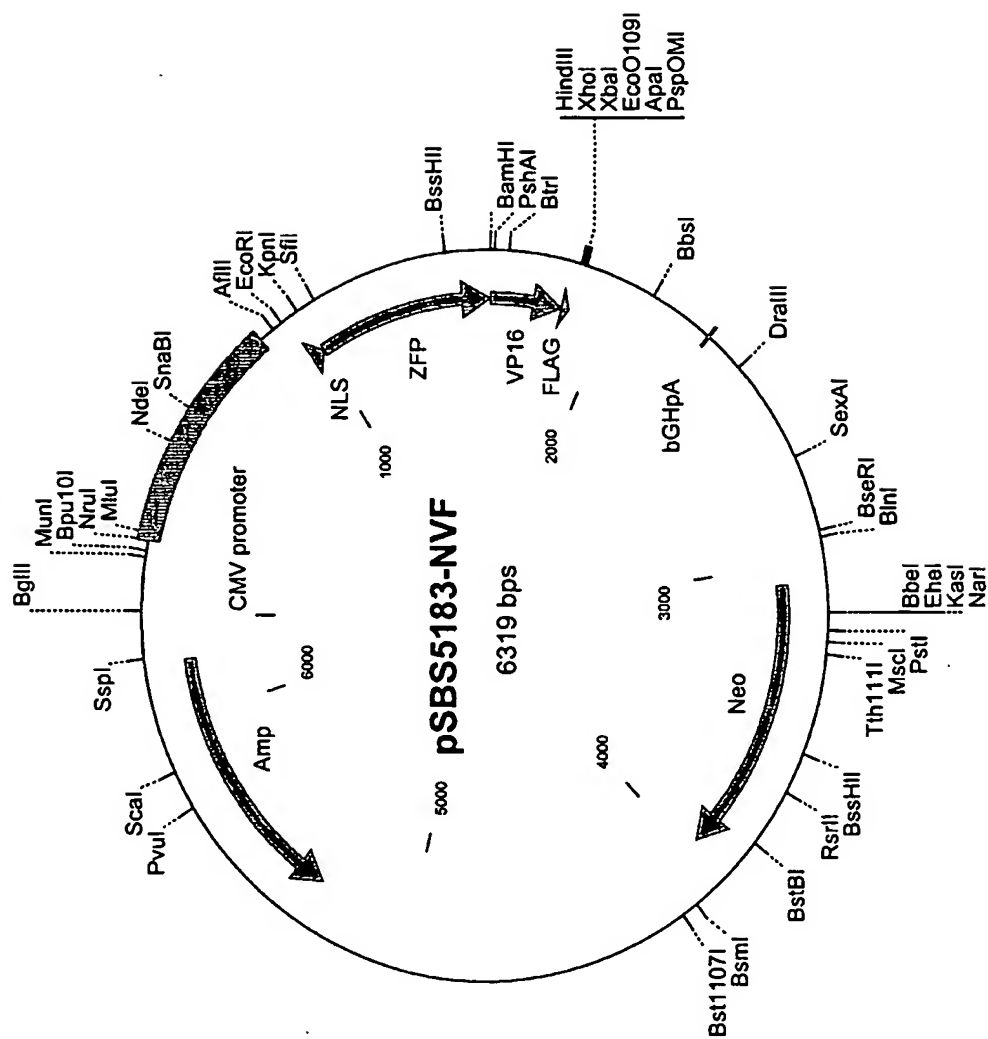 pSBS5183-NVF
6319 bps
BglII
MunI
Bpu10I
NruI
MluI
NdeI
SnaBI
AflII
EcoRI
KpnI
SfiI
BssHII
BamHI
PshAI
BtrI
HindIII
XhoI
XbaI
EcoO109I
ApaI
PspOMI
BbsI
DraIII
SexAI
BseRI
BlnI
BbeI
EheI
KasI
NarI
PstI
MscI
Tth111I
BssHII
RsrII
BstBI
BsmI
Bst1107I
PvuI
ScaI
SspI
CMV promoter
NLS
ZFP
VP16
FLAG
bGHpA
Neo
Amp
1000
2000
3000
4000
5000
6000